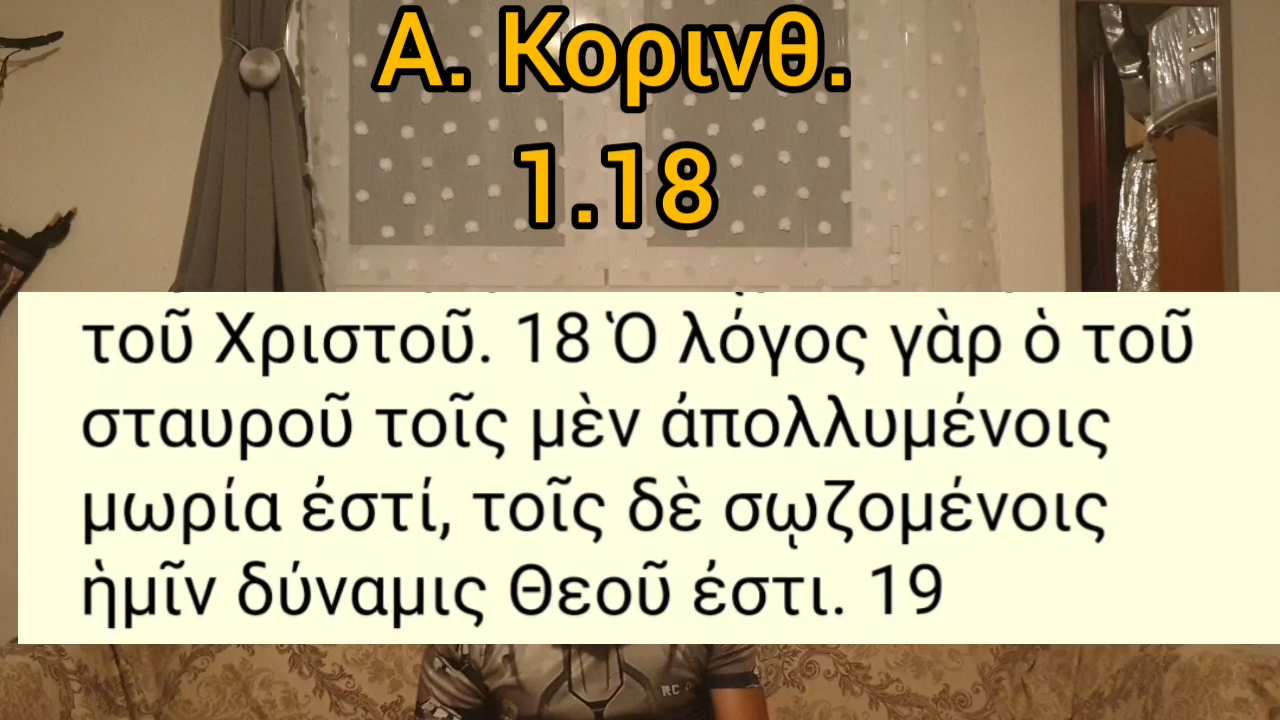 Α. Κορινθ.
1.18
τοῦ Χριστοῦ. 18 Ὁ λόγος γὰρ ὁ τοῦ
σταυροῦ τοῖς μὲν ἀπολλυμένοις
μωρία ἐστί, τοῖς δὲ σῳζομένοις
ἡμῖν δύναμις Θεοῦ ἐστι. 19
RC